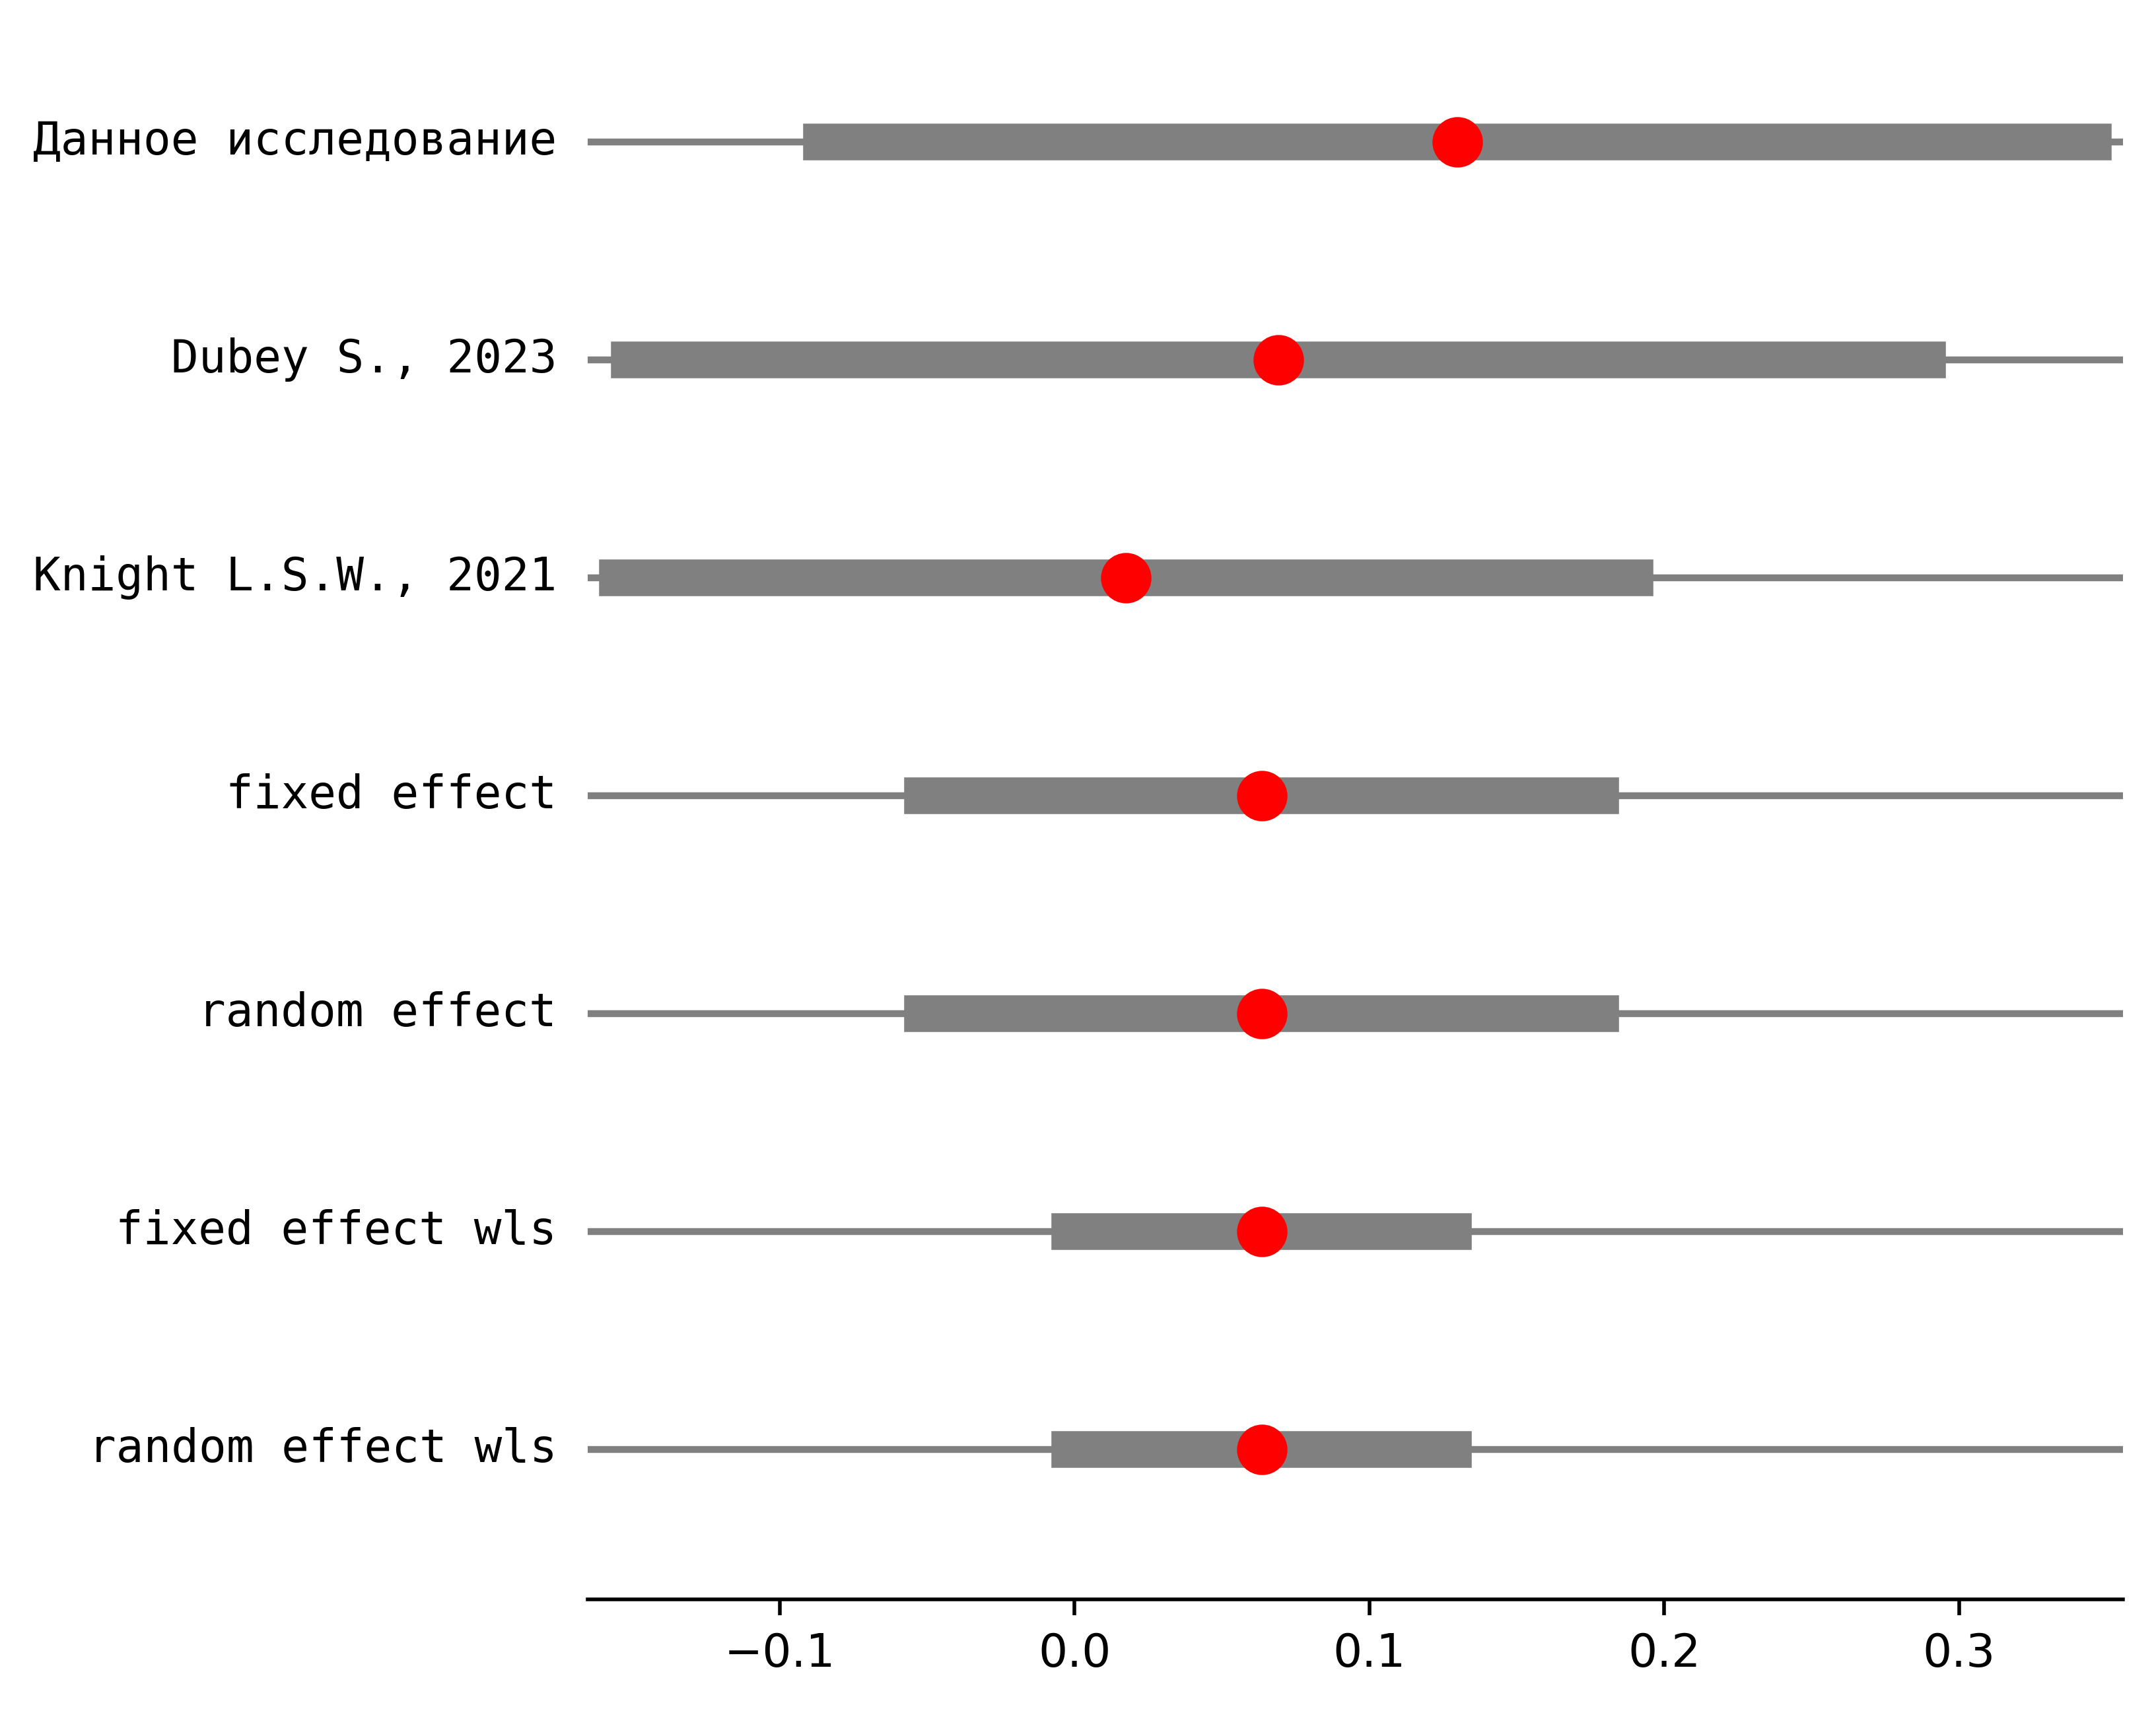 Данное исследование
Dubey S., 2023
Knight L.S.W., 2021
fixed effect
random effect
fixed effect wls
random effect wls
−0.1 0.0 0.1 0.2 0.3